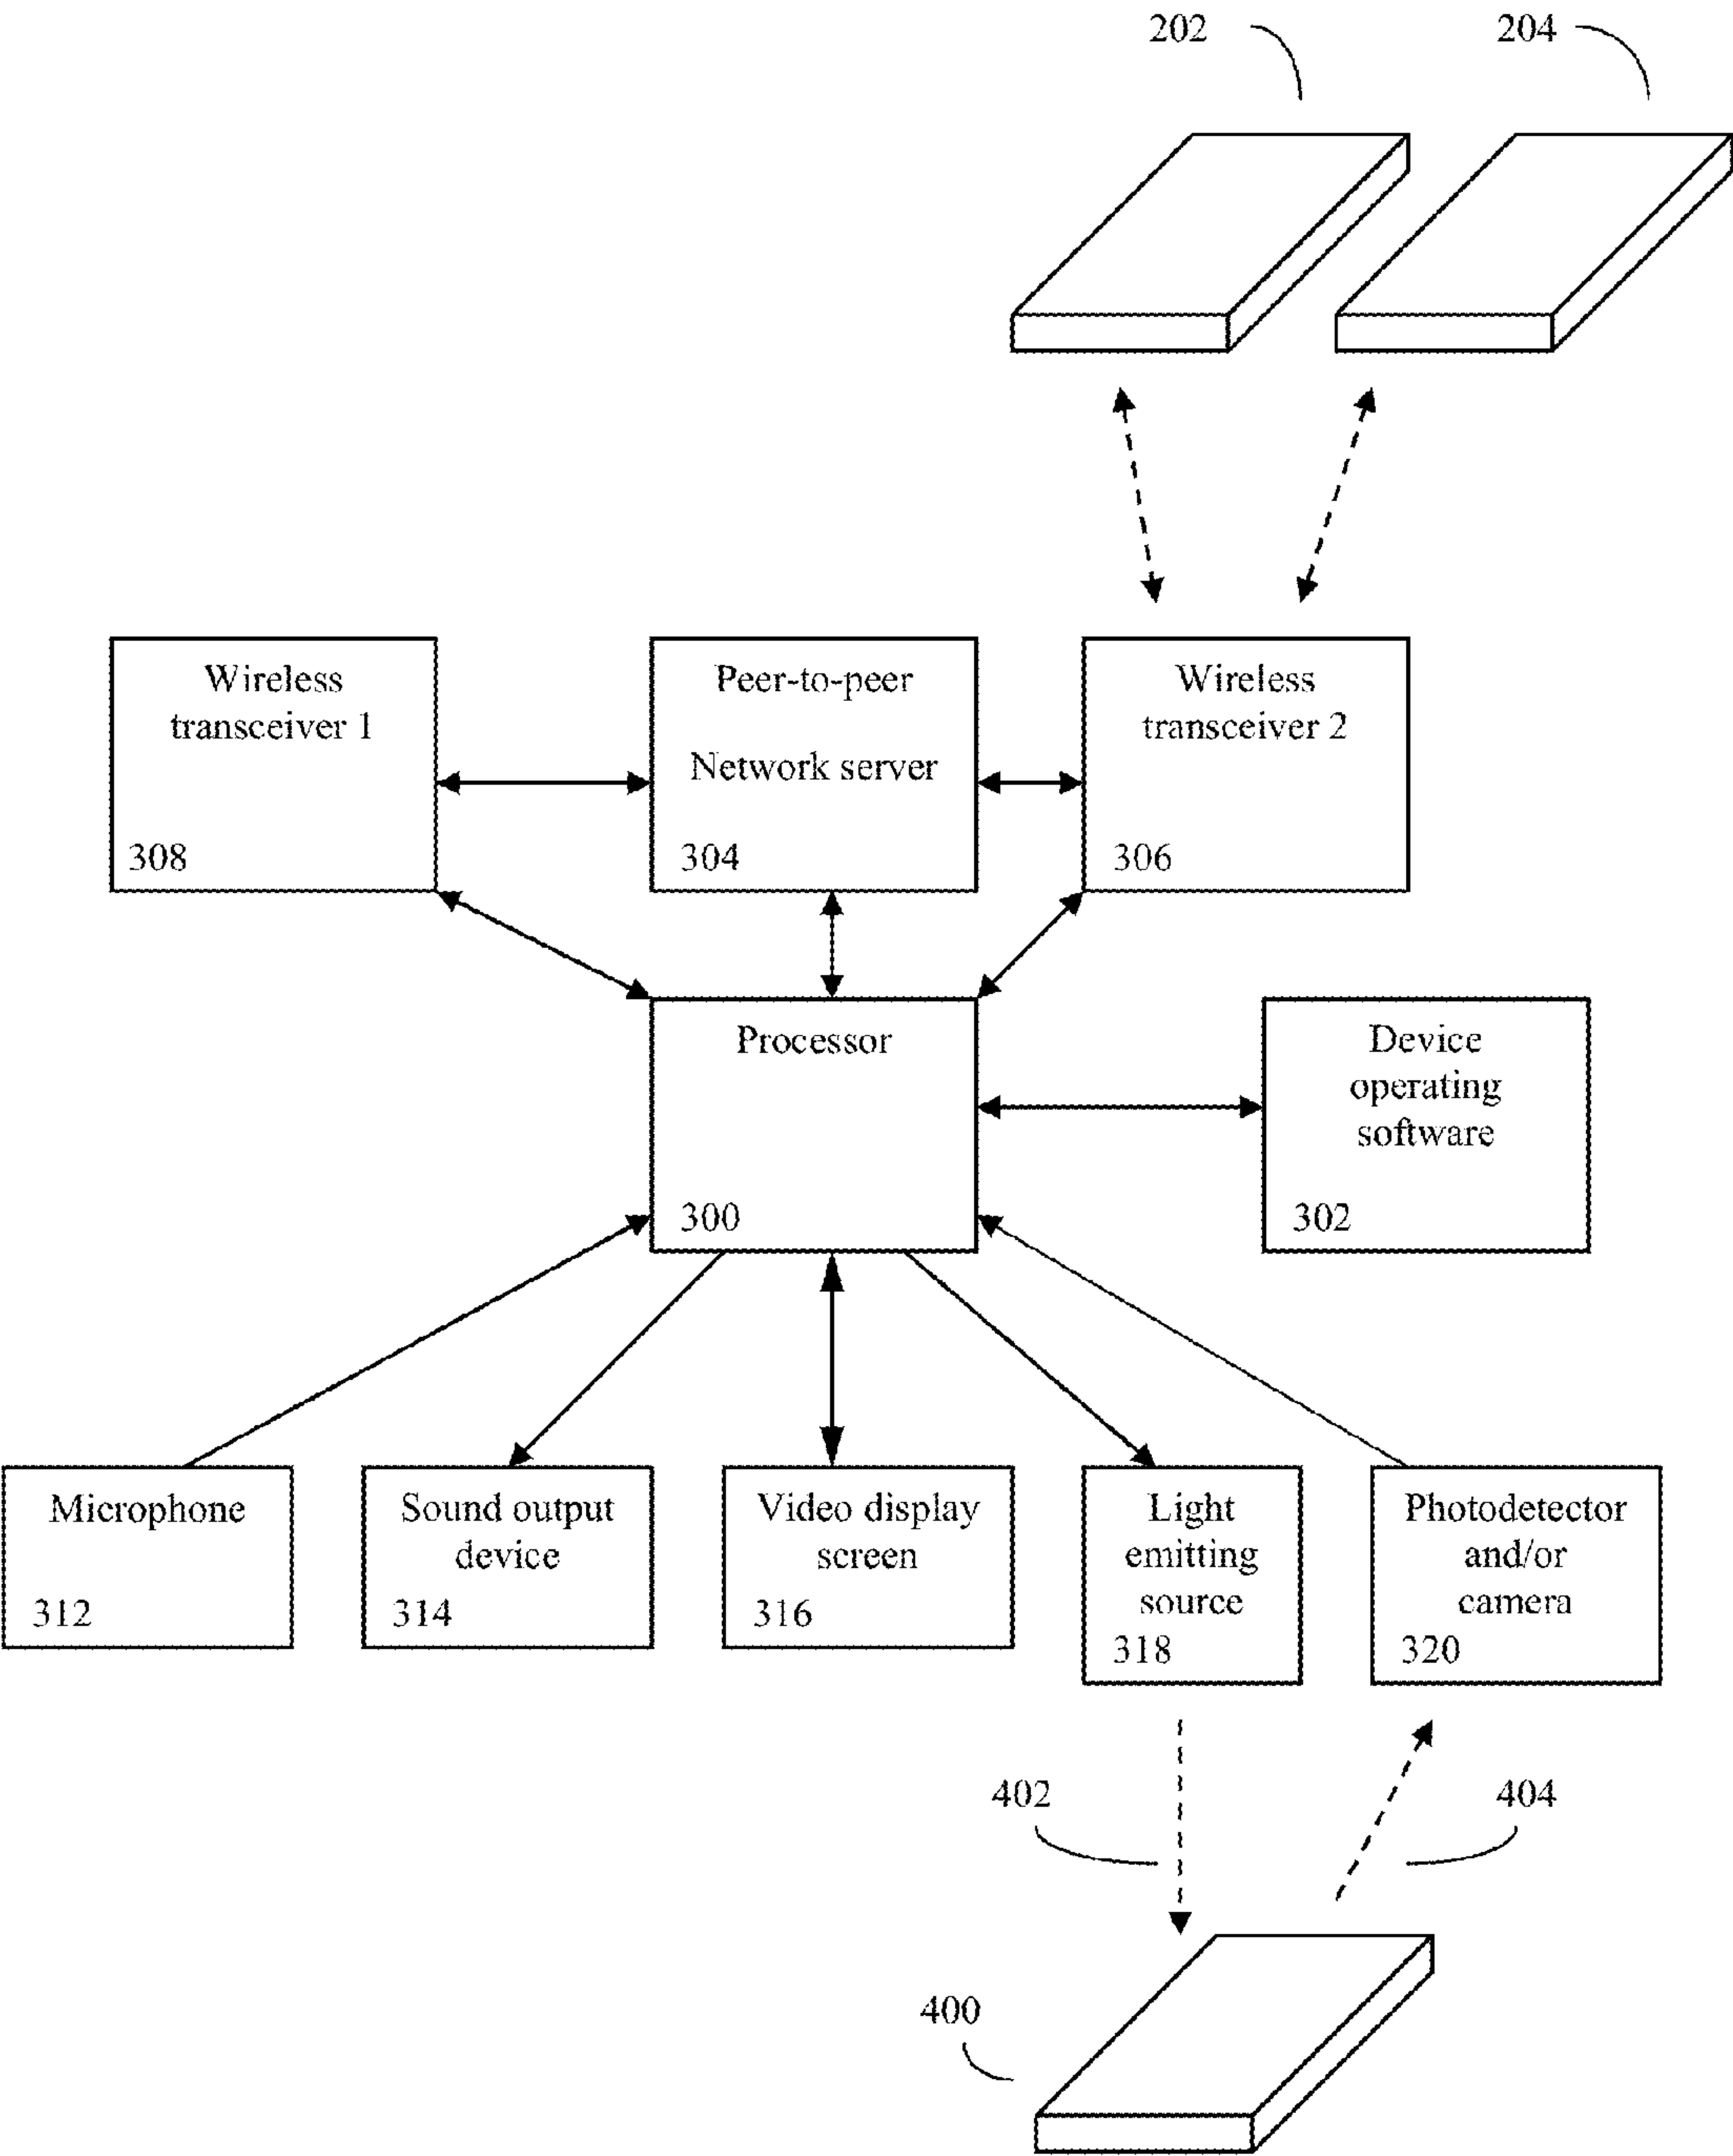 202
204
Wireless
transceiver 1
308
Peer-to-peer
Network server
304
Wireless
transceiver 2
306
Processor
300
Device
operating
software
302
Microphone
312
Sound output
device
314
Video display
screen
316
Light
emitting
source
318
Photodetector
and/or
camera
320
402
404
400